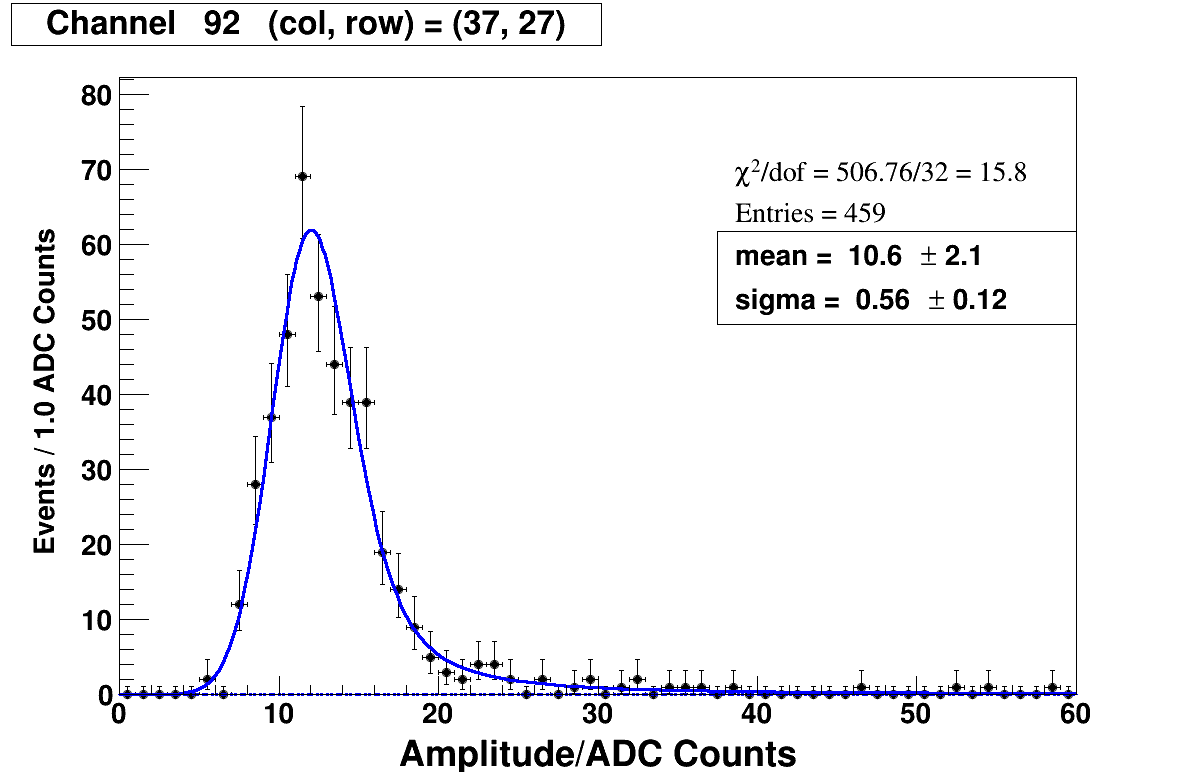 Channel 92 (col, row) = (37, 27)
80
70
60
50
40
30
20
10
0
Events / 1.0 ADC Counts
χ²/dof = 506.76/32 = 15.8
Entries = 459
mean = 10.6 ± 2.1
sigma = 0.56 ± 0.12
0 10 20 30 40 50 60
Amplitude/ADC Counts